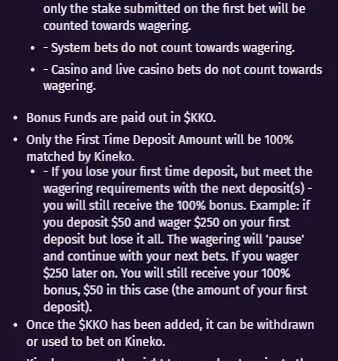 only the stake submitted on the first bet will be
counted towards wagering.
• - System bets do not count towards wagering.
• - Casino and live casino bets do not count towards
wagering.
• Bonus Funds are paid out in $KKO.
• Only the First Time Deposit Amount will be 100%
matched by Kineko.
• - If you lose your first time deposit, but meet the
wagering requirements with the next deposit(s) -
you will still receive the 100% bonus. Example: if
you deposit $50 and wager $250 on your first
deposit but lose it all. The wagering will 'pause'
and continue with your next bets. If you wager
$250 later on. You will still receive your 100%
bonus, $50 in this case (the amount of your first
deposit).
• Once the $KKO has been added, it can be withdrawn
or used to bet on Kineko.